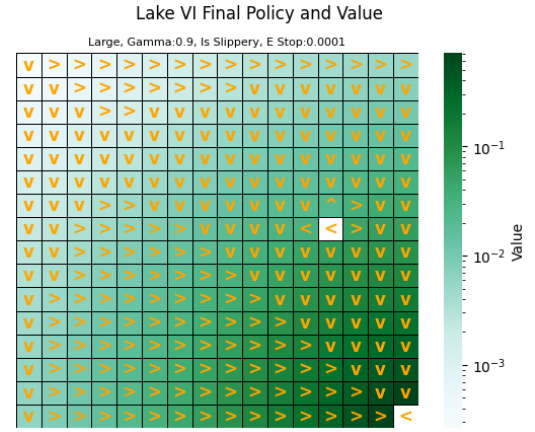 Lake VI Final Policy and Value
Large, Gamma:0.9, Is Slippery, E Stop:0.0001
v > > > > > > > > > > > > > > >
v v > > > > > > > v v v v v v v
v v v > > v v v v v v v v v v v
v v v v v v v v v v v v v v v v
v v v v v v v v v v v v v v v v
v v v v v v v v v v v v v v v v
v v v > > v v v v v v v ^ > v v
v v > > > > > v v v v < < > v v
v v > > > > > > v v v v v v v v
v v > > > > > > > v v v v v v v
v > > > > > > > > > v v v v v v
v > > > > > > > > > > v v v v v
v > > > > > > > > > > > v v v v
v > > > > > > > > > > > > v v v
v > > > > > > > > > > > > > v v
v > > > > > > > > > > > > > > <
10⁻¹
10⁻²
10⁻³
Value